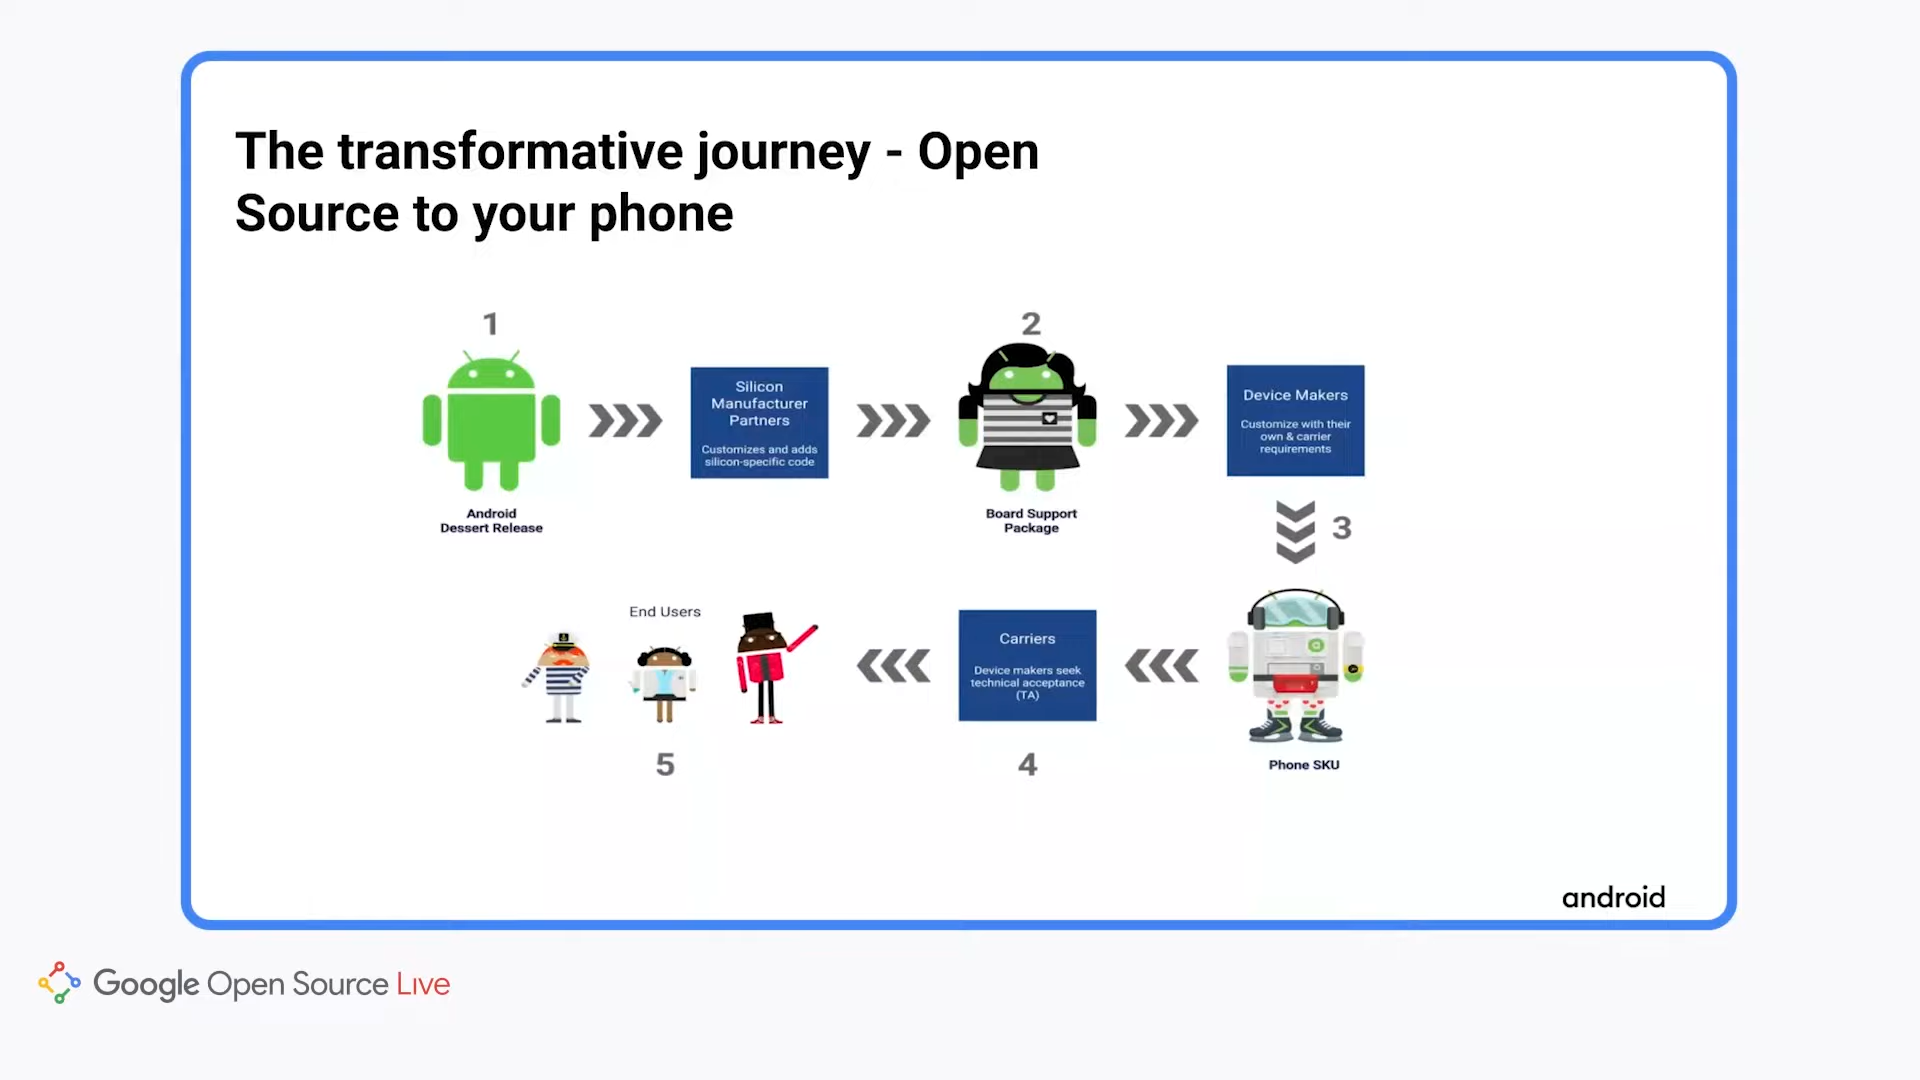 The transformative journey - Open
Source to your phone
1
Android
Dessert Release
Silicon
Manufacturer
Partners
Customizes and adds
silicon-specific code
2
Board Support
Package
Device Makers
Customize with their
own & carrier
requirements
3
Phone SKU
Carriers
Device makers seek
technical acceptance
(TA)
4
End Users
5
android
Google Open Source Live